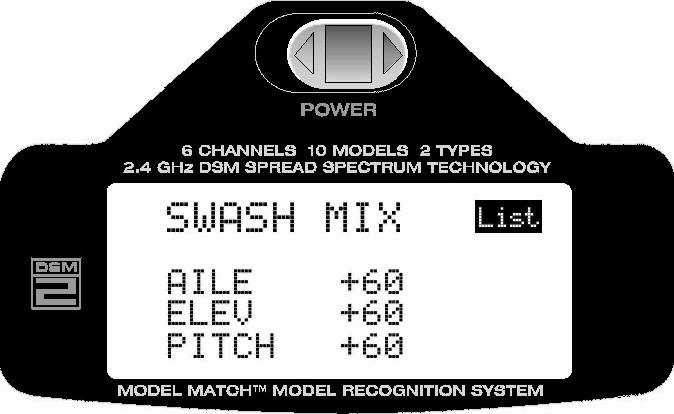 POWER
6 CHANNELS 10 MODELS 2 TYPES
2.4 GHz DSM SPREAD SPECTRUM TECHNOLOGY
SWASH MIX List
AILE +60
ELEV +60
PITCH +60
DSM
2
MODEL MATCH™ MODEL RECOGNITION SYSTEM